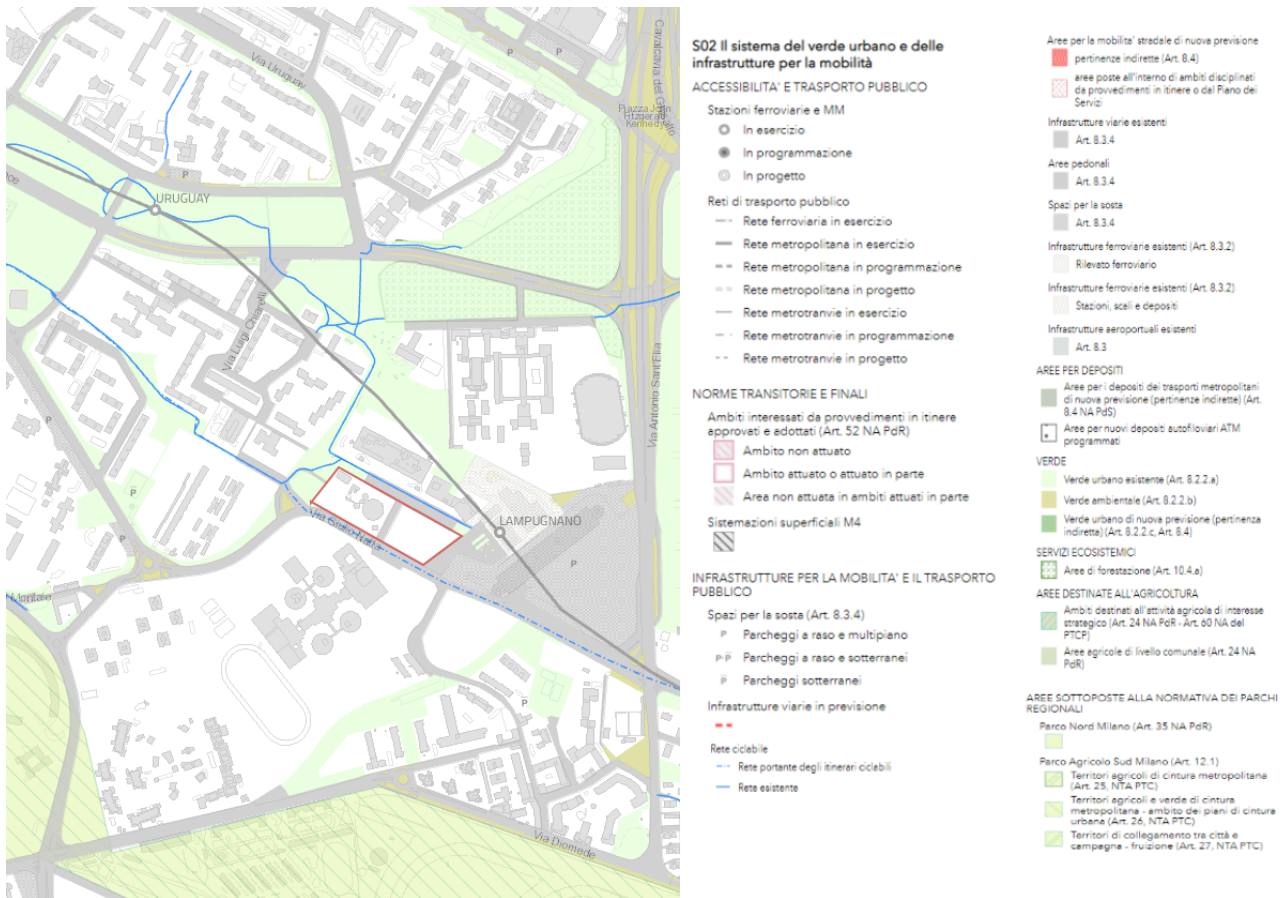 Via Uruguay
Cavalcavia del Ghisallo
Piazza John
Fitzgerald
Kennedy
P
P
P
URUGUAY
Via Luigi Chiarelli
Via Antonio Sant'Elia
P
LAMPUGNANO
Via Giulio Natta
P
P
P
Via Diomede
S02 Il sistema del verde urbano e delle
infrastrutture per la mobilità
ACCESSIBILITA' E TRASPORTO PUBBLICO
Stazioni ferroviarie e MM
In esercizio
In programmazione
In progetto
Reti di trasporto pubblico
Rete ferroviaria in esercizio
Rete metropolitana in esercizio
Rete metropolitana in programmazione
Rete metropolitana in progetto
Rete metrotranvie in esercizio
Rete metrotranvie in programmazione
Rete metrotranvie in progetto
NORME TRANSITORIE E FINALI
Ambiti interessati da provvedimenti in itinere
approvati e adottati (Art. 52 NA PdR)
Ambito non attuato
Ambito attuato o attuato in parte
Area non attuata in ambiti attuati in parte
Sistemazioni superficiali M4
INFRASTRUTTURE PER LA MOBILITA' E IL TRASPORTO
PUBBLICO
Spazi per la sosta (Art. 8.3.4)
P Parcheggi a raso e multipiano
P-P Parcheggi a raso e sotterranei
P Parcheggi sotterranei
Infrastrutture viarie in previsione
Rete ciclabile
Rete portante degli itinerari ciclabili
Rete esistente
Aree per la mobilita' stradale di nuova previsione
pertinenze indirette (Art. 8.4)
aree poste all'interno di ambiti disciplinati
da provvedimenti in itinere o dal Piano dei
Servizi
Infrastrutture viarie esistenti
Art. 8.3.4
Aree pedonali
Art. 8.3.4
Spazi per la sosta
Art. 8.3.4
Infrastrutture ferroviarie esistenti (Art. 8.3.2)
Rilevato ferroviario
Infrastrutture ferroviarie esistenti (Art. 8.3.2)
Stazioni, scali e depositi
Infrastrutture aeroportuali esistenti
Art. 8.3
AREE PER DEPOSITI
Aree per i depositi dei trasporti metropolitani
di nuova previsione (pertinenze indirette) (Art.
8.4 NA PdS)
Aree per nuovi depositi autofiloviari ATM
programmati
VERDE
Verde urbano esistente (Art. 8.2.2.a)
Verde ambientale (Art. 8.2.2.b)
Verde urbano di nuova previsione (pertinenza
indiretta) (Art. 8.2.2.c, Art. 8.4)
SERVIZI ECOSISTEMICI
Aree di forestazione (Art. 10.4.a)
AREE DESTINATE ALL'AGRICOLTURA
Ambiti destinati all'attività agricola di interesse
strategico (Art. 24 NA PdR - Art. 60 NA del
PTCP)
Aree agricole di livello comunale (Art. 24 NA
PdR)
AREE SOTTOPOSTE ALLA NORMATIVA DEI PARCHI
REGIONALI
Parco Nord Milano (Art. 35 NA PdR)
Parco Agricolo Sud Milano (Art. 12.1)
Territori agricoli di cintura metropolitana
(Art. 25, NTA PTC)
Territori agricoli e verde di cintura
metropolitana - ambito dei piani di cintura
urbana (Art. 26, NTA PTC)
Territori di collegamento tra città e
campagna - fruizione (Art. 27, NTA PTC)